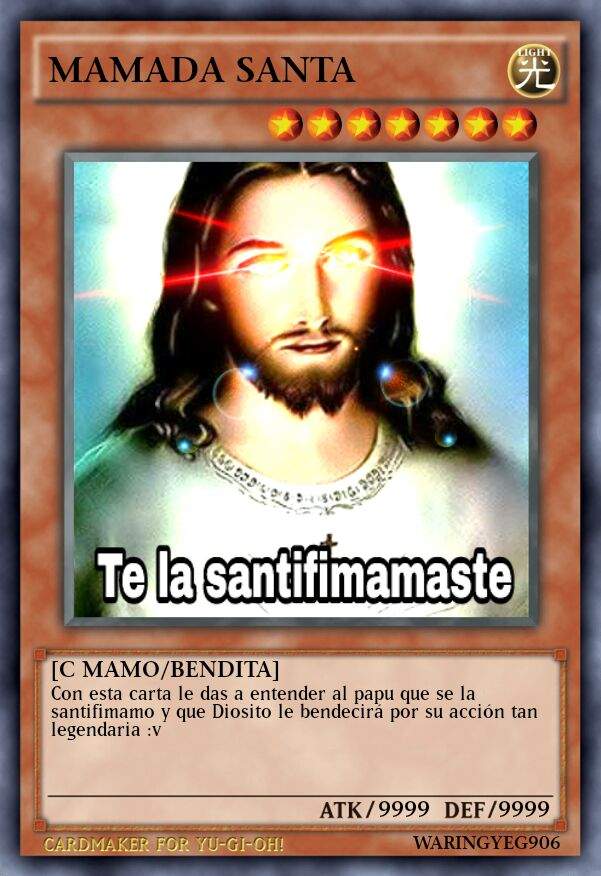 MAMADA SANTA
LIGHT
光
Te la santifimamaste
[C MAMO/BENDITA]
Con esta carta le das a entender al papu que se la
santifimamo y que Diosito le bendecirá por su acción tan
legendaria :v
ATK/9999 DEF/9999
CARDMAKER FOR YU-GI-OH! WARINGYEG906